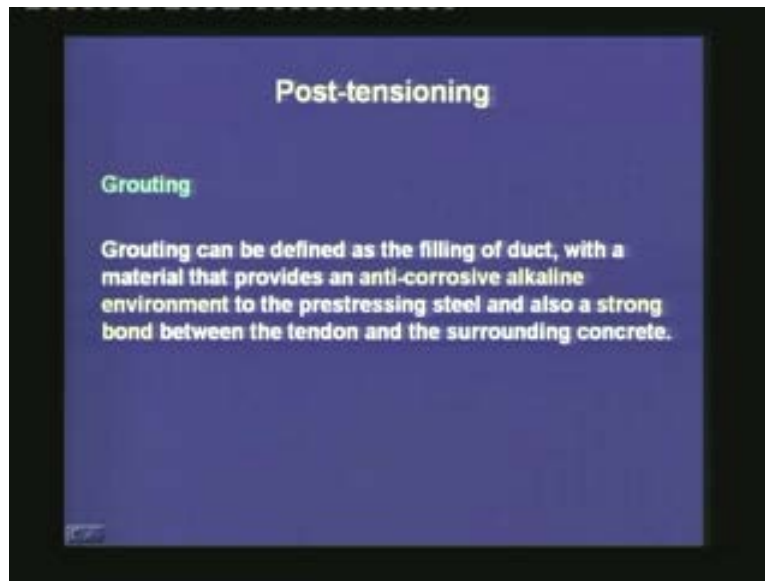 Post-tensioning
Grouting
Grouting can be defined as the filling of duct, with a
material that provides an anti-corrosive alkaline
environment to the prestressing steel and also a strong
bond between the tendon and the surrounding concrete.